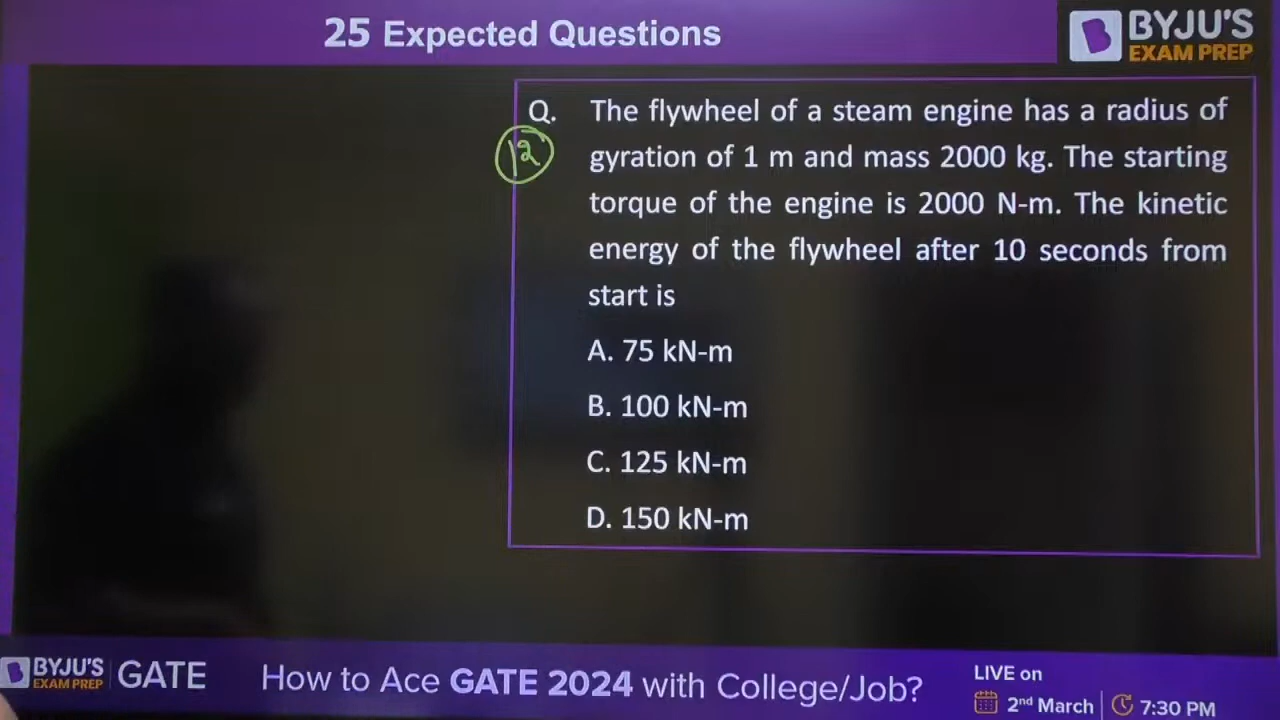 25 Expected Questions
BYJU'S
EXAM PREP
Q. The flywheel of a steam engine has a radius of
12 gyration of 1 m and mass 2000 kg. The starting
torque of the engine is 2000 N-m. The kinetic
energy of the flywheel after 10 seconds from
start is
A. 75 kN-m
B. 100 kN-m
C. 125 kN-m
D. 150 kN-m
BYJU'S
EXAM PREP
GATE
How to Ace GATE 2024 with College/Job?
LIVE on
2nd March
7:30 PM